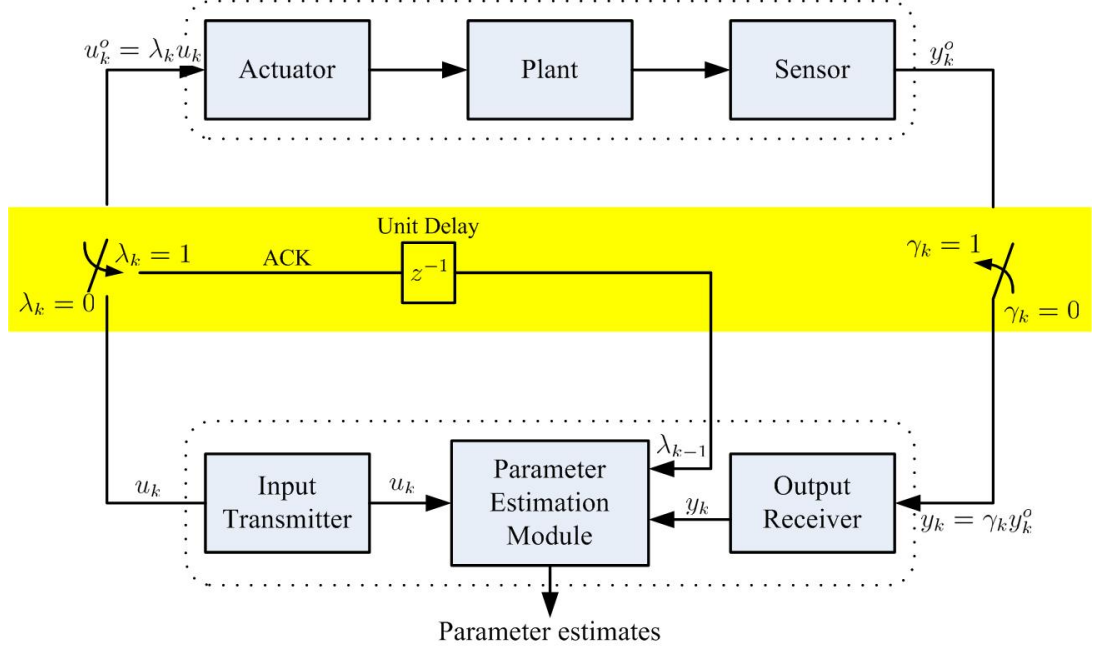 u_k^o = λ_k u_k
Actuator
Plant
Sensor
y_k^o
Unit Delay
λ_k = 1
ACK
z^{-1}
γ_k = 1
λ_k = 0
γ_k = 0
λ_{k-1}
u_k
Input
Transmitter
u_k
Parameter
Estimation
Module
y_k
Output
Receiver
y_k = γ_k y_k^o
Parameter estimates